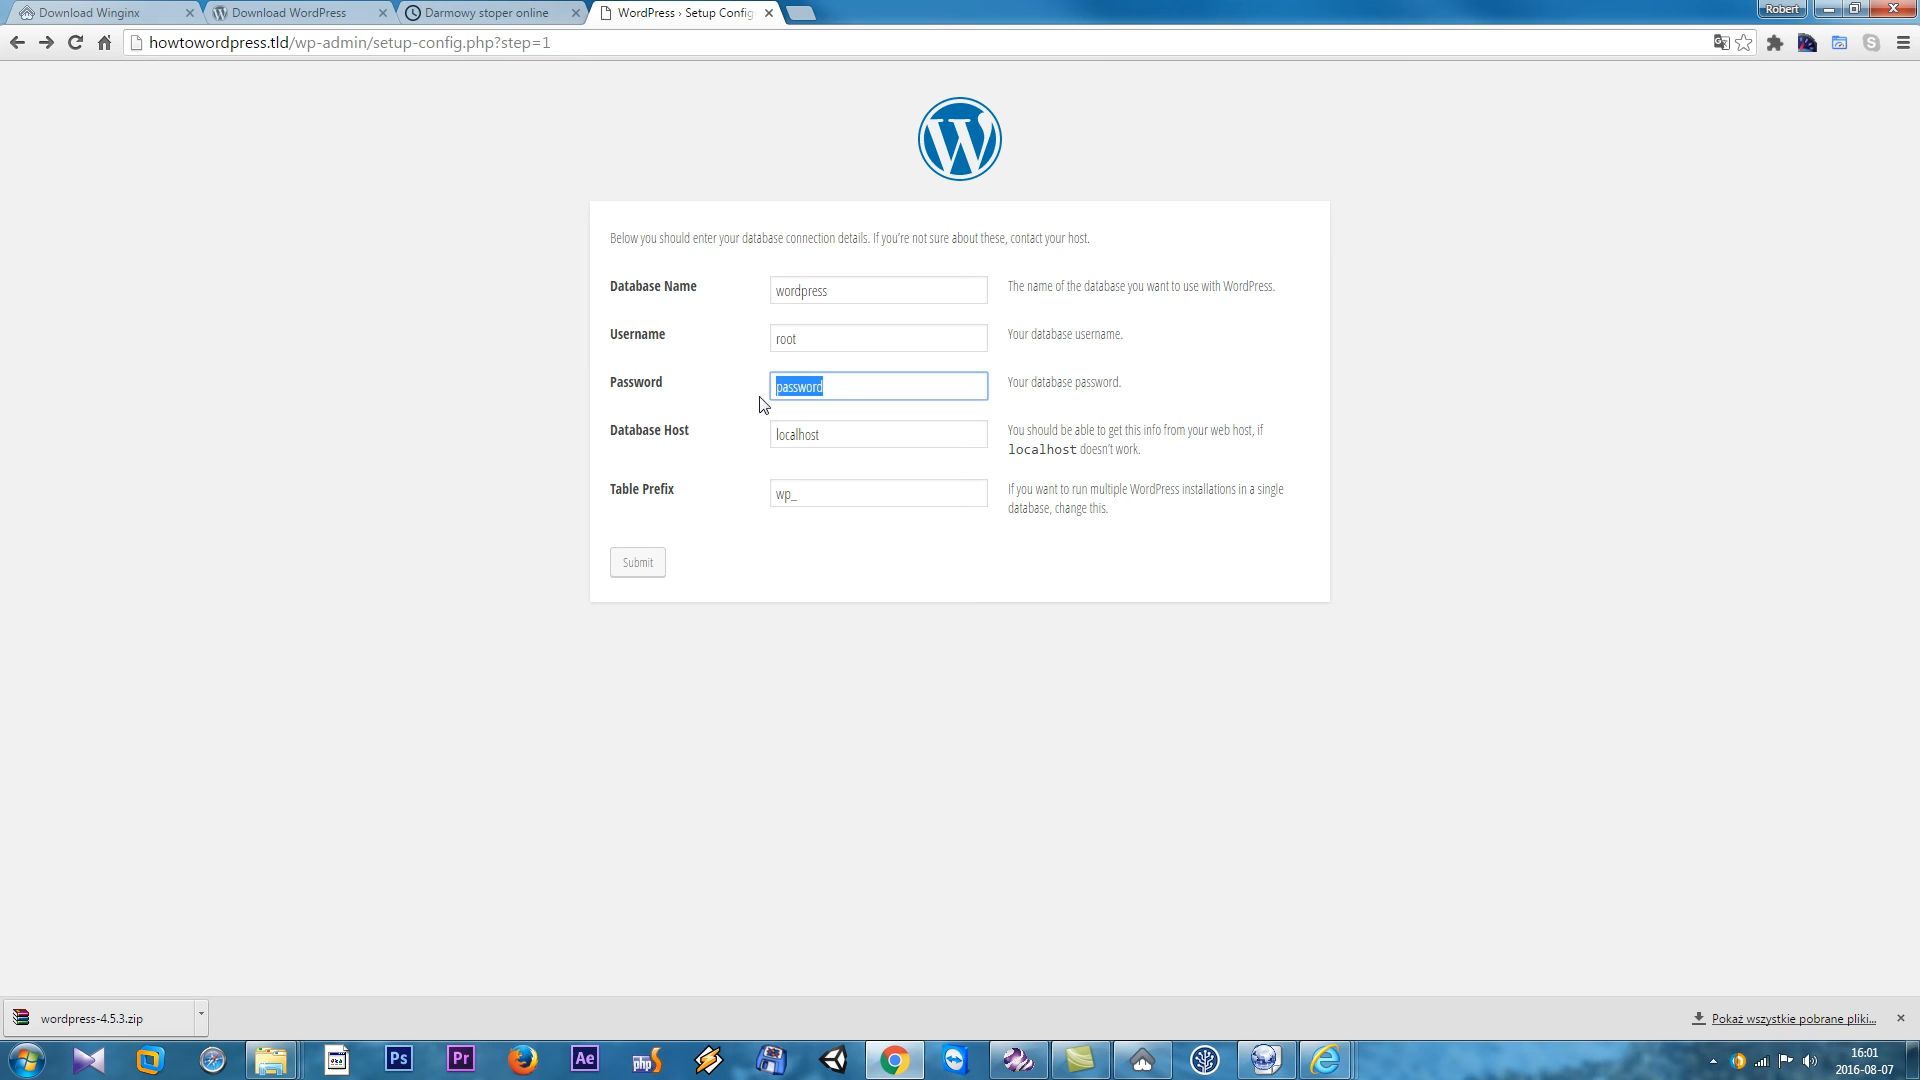 Download Winginx
Download WordPress
Darmowy stoper online
WordPress › Setup Config
Robert
howtowordpress.tld/wp-admin/setup-config.php?step=1
Below you should enter your database connection details. If you're not sure about these, contact your host.
Database Name
wordpress
The name of the database you want to use with WordPress.
Username
root
Your database username.
Password
password
Your database password.
Database Host
localhost
You should be able to get this info from your web host, if
localhost doesn't work.
Table Prefix
wp_
If you want to run multiple WordPress installations in a single
database, change this.
Submit
wordpress-4.5.3.zip
Pokaż wszystkie pobrane pliki...
Ps
Pr
Ae
php
16:01
2016-08-07